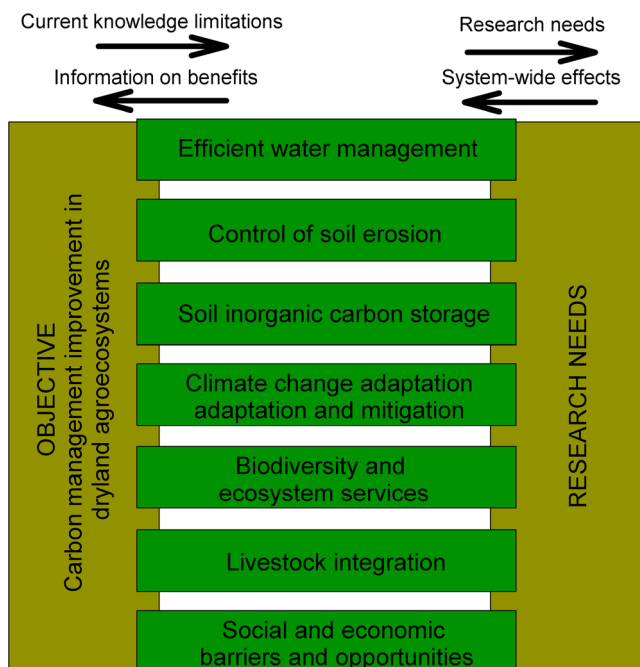 Current knowledge limitations
Research needs
Information on benefits
System-wide effects
OBJECTIVE
Carbon management improvement in
dryland agroecosystems
Efficient water management
Control of soil erosion
Soil inorganic carbon storage
Climate change adaptation
adaptation and mitigation
Biodiversity and
ecosystem services
Livestock integration
Social and economic
barriers and opportunities
RESEARCH NEEDS